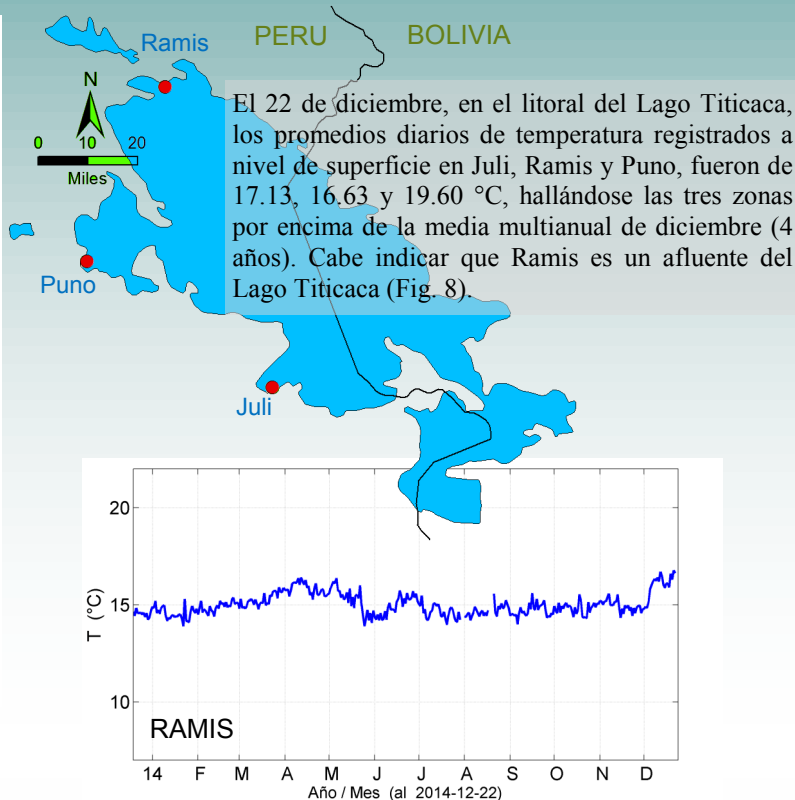 PERU
BOLIVIA
Ramis
N
0 10 20
Miles
El 22 de diciembre, en el litoral del Lago Titicaca,
los promedios diarios de temperatura registrados a
nivel de superficie en Juli, Ramis y Puno, fueron de
17.13, 16.63 y 19.60 °C, hallándose las tres zonas
por encima de la media multianual de diciembre (4
años). Cabe indicar que Ramis es un afluente del
Lago Titicaca (Fig. 8).
Puno
Juli
20
15
10
T (°C)
RAMIS
14 F M A M J J A S O N D
Año / Mes (al 2014-12-22)